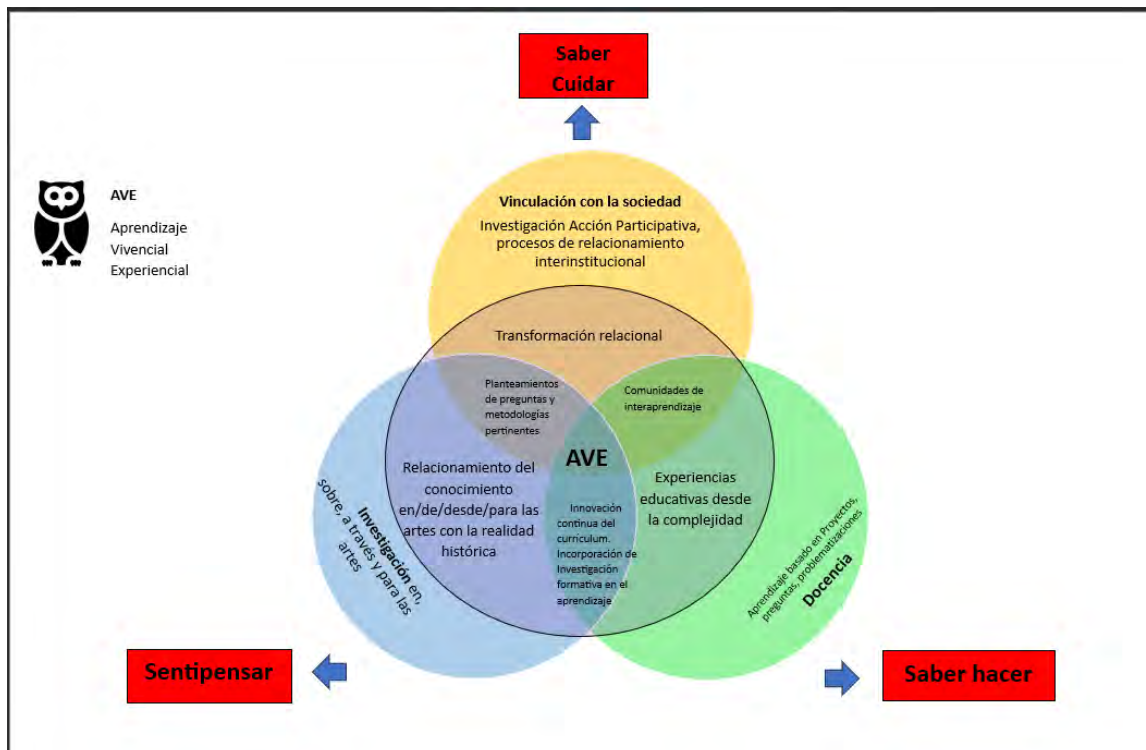 Saber
Cuidar
AVE
Aprendizaje
Vivencial
Experiencial
Vinculación con la sociedad
Investigación Acción Participativa,
procesos de relacionamiento
interinstitucional
Transformación relacional
Planteamientos
de preguntas y
metodologías
pertinentes
Comunidades de
interaprendizaje
AVE
Relacionamiento del
conocimiento
en/de/desde/para las
artes con la realidad
histórica
Experiencias
educativas desde
la complejidad
Innovación
continua del
curriculum.
Incorporación de
Investigación
formativa en el
aprendizaje
Investigación en,
sobre, a través y para las
artes
Aprendizaje basado en Proyectos,
preguntas, problematizaciones
Docencia
Sentipensar
Saber hacer